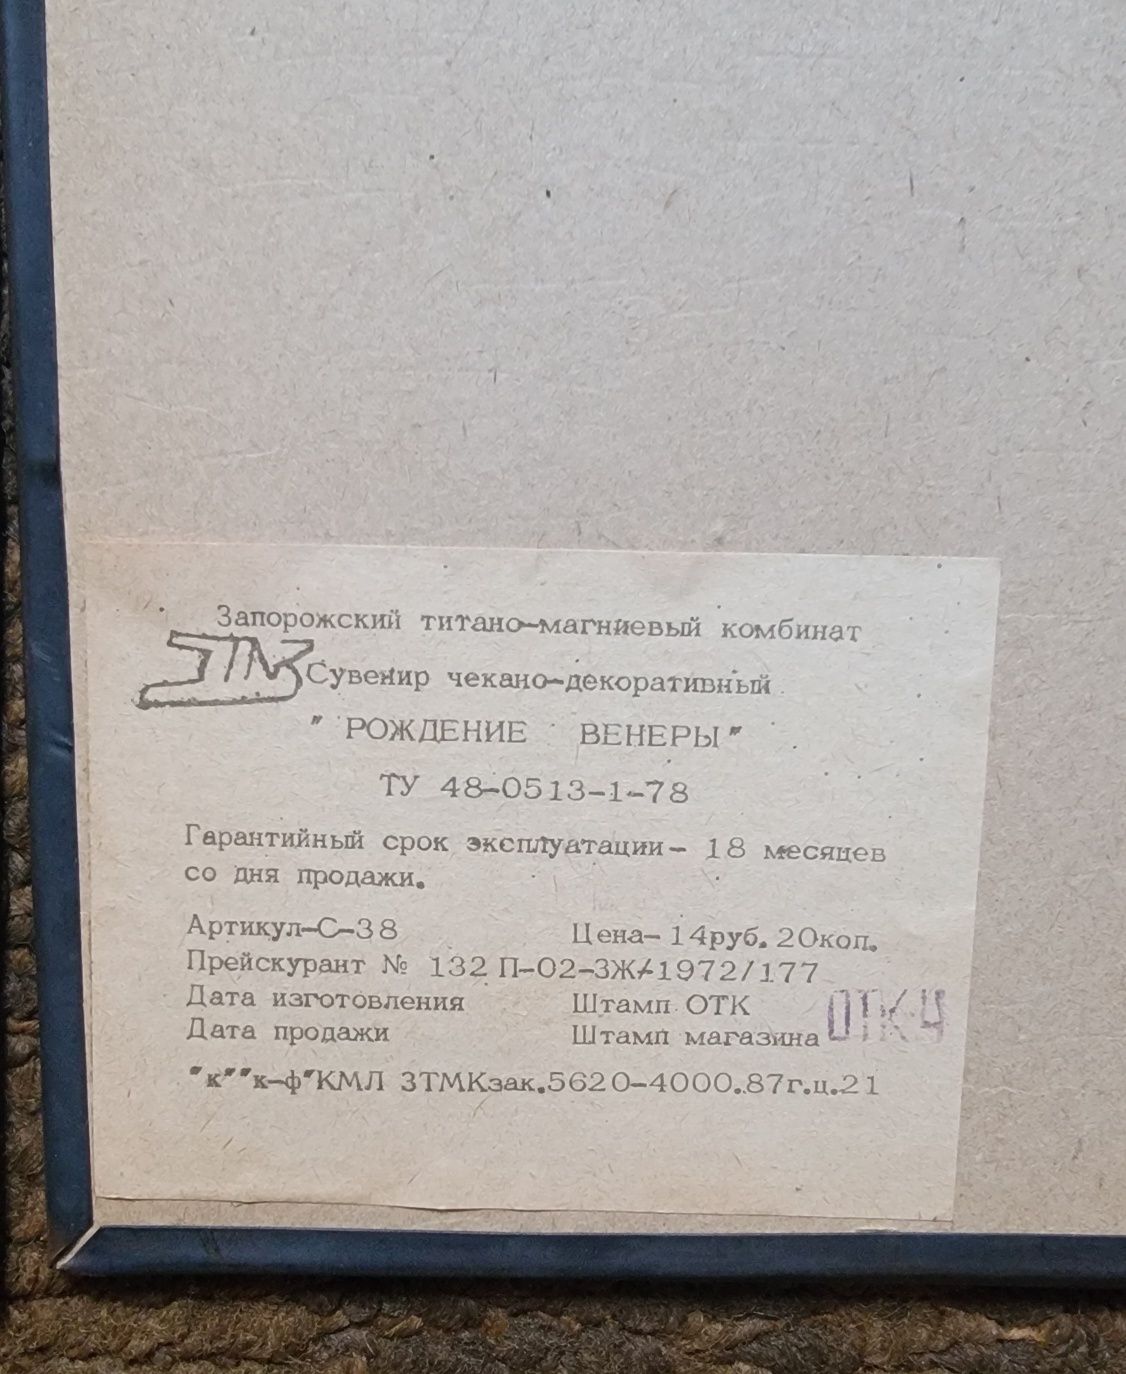 Запорожский титано-магниевый комбинат
Сувенир чекано-декоративный
" РОЖДЕНИЕ ВЕНЕРЫ"
ТУ 48-0513-1-78
Гарантийный срок эксплуатации- 18 месяцев
со дня продажи.
Артикул-С-38 Цена- 14руб. 20коп.
Прейскурант № 132 П-02-3Ж/-1972/177
Дата изготовления Штамп ОТК
Дата продажи Штамп магазина
ОТК-4
"к""к-ф"КМЛ ЗТМКзак.5620-4000.87г.ц.21